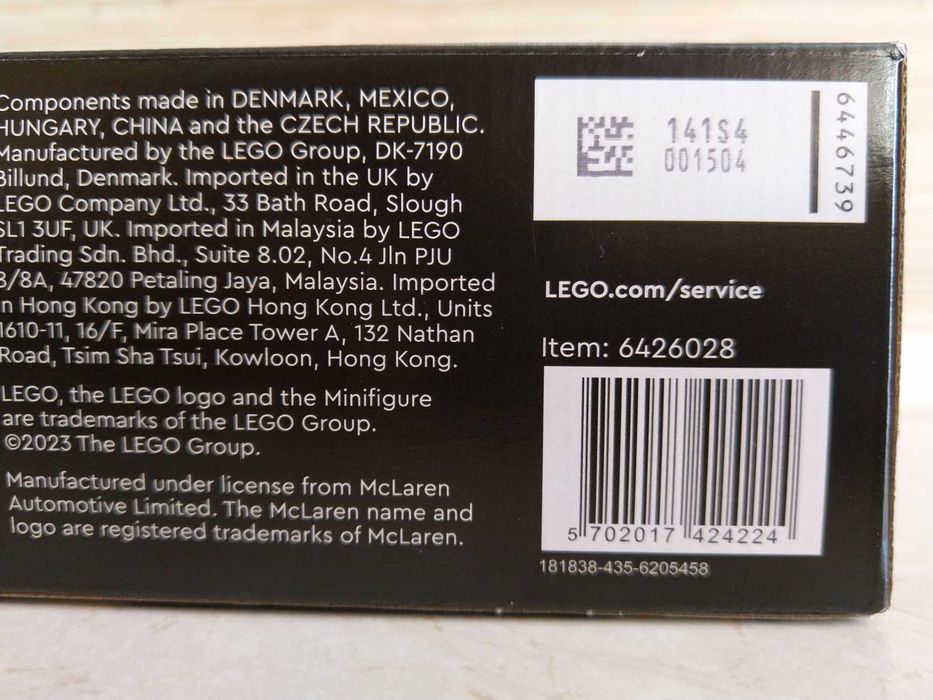 Components made in DENMARK, MEXICO,
HUNGARY, CHINA and the CZECH REPUBLIC.
Manufactured by the LEGO Group, DK-7190
Billund, Denmark. Imported in the UK by
LEGO Company Ltd., 33 Bath Road, Slough
SL1 3UF, UK. Imported in Malaysia by LEGO
Trading Sdn. Bhd., Suite 8.02, No.4 Jln PJU
8/8A, 47820 Petaling Jaya, Malaysia. Imported
in Hong Kong by LEGO Hong Kong Ltd., Units
1610-11, 16/F, Mira Place Tower A, 132 Nathan
Road, Tsim Sha Tsui, Kowloon, Hong Kong.
LEGO, the LEGO logo and the Minifigure
are trademarks of the LEGO Group.
©2023 The LEGO Group.
Manufactured under license from McLaren
Automotive Limited. The McLaren name and
logo are registered trademarks of McLaren.
141S4
001504
6446739
LEGO.com/service
Item: 6426028
5 702017 424224
181838-435-6205458